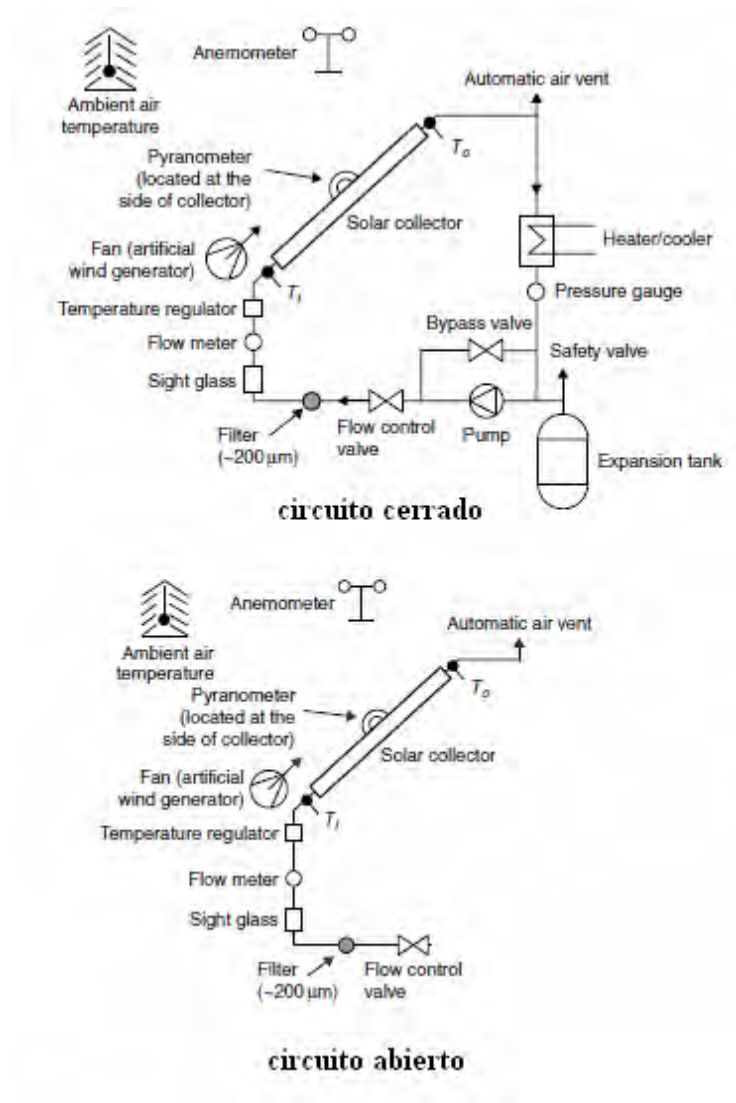 Anemometer
Automatic air vent
Ambient air
temperature
T₀
Pyranometer
(located at the
side of collector)
Solar collector
Heater/cooler
Fan (artificial
wind generator)
Tᵢ
Pressure gauge
Temperature regulator
Bypass valve
Flow meter
Safety valve
Sight glass
Filter
(~200 µm)
Flow control
valve
Pump
Expansion tank
circuito cerrado
Anemometer
Automatic air vent
Ambient air
temperature
T₀
Pyranometer
(located at the
side of collector)
Solar collector
Fan (artificial
wind generator)
Tᵢ
Temperature regulator
Flow meter
Sight glass
Filter
(~200 µm)
Flow control
valve
circuito abierto